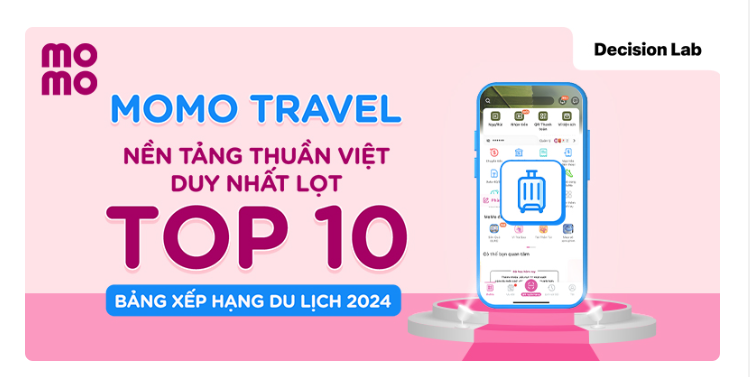 mo
mo
Decision Lab
MOMO TRAVEL
NỀN TẢNG THUẦN VIỆT
DUY NHẤT LỌT
TOP 10
BẢNG XẾP HẠNG DU LỊCH 2024